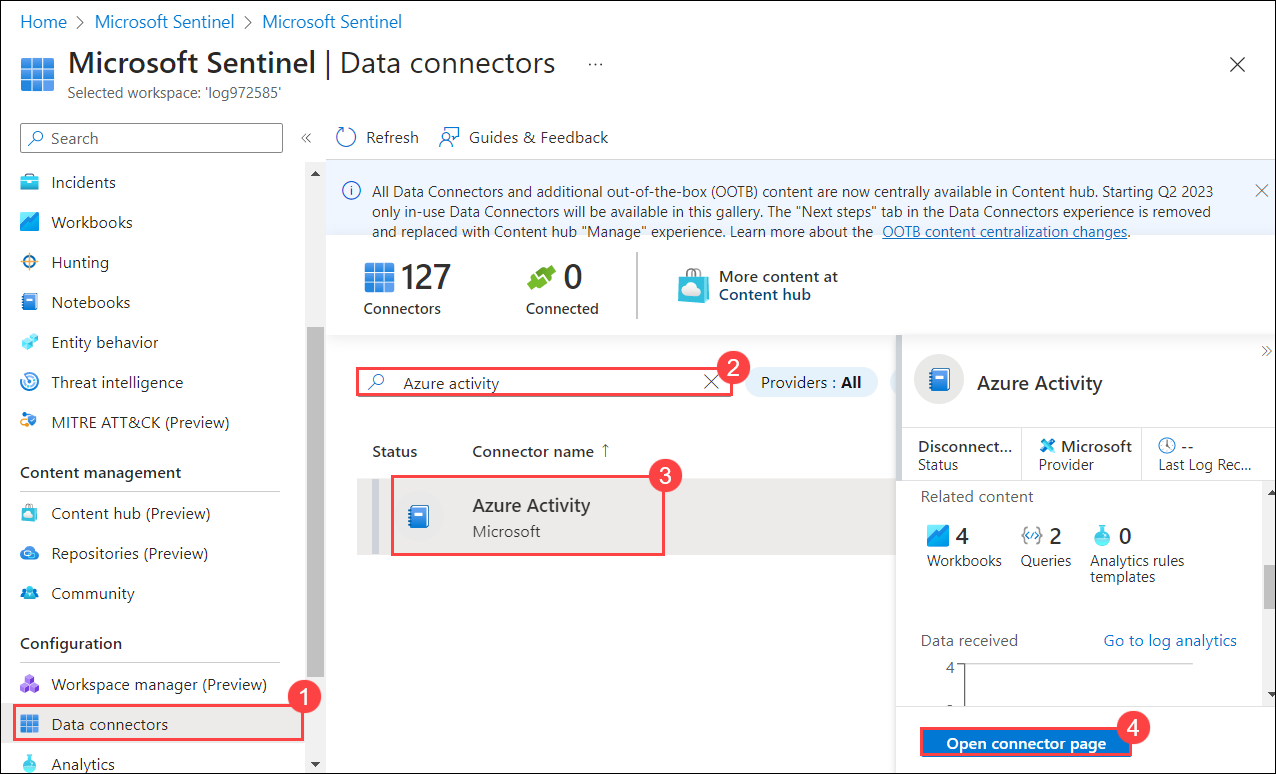 Home > Microsoft Sentinel > Microsoft Sentinel
Microsoft Sentinel | Data connectors ...
Selected workspace: 'log972585'
Search
«
Incidents
Workbooks
Hunting
Notebooks
Entity behavior
Threat intelligence
MITRE ATT&CK (Preview)
Content management
Content hub (Preview)
Repositories (Preview)
Community
Configuration
Workspace manager (Preview)
1
Data connectors
Analytics
Refresh
Guides & Feedback
All Data Connectors and additional out-of-the-box (OOTB) content are now centrally available in Content hub. Starting Q2 2023
only in-use Data Connectors will be available in this gallery. The "Next steps" tab in the Data Connectors experience is removed
and replaced with Content hub "Manage" experience. Learn more about the OOTB content centralization changes.
127
Connectors
0
Connected
More content at
Content hub
Azure activity
2
Providers : All
Status
Connector name ↑
3
Azure Activity
Microsoft
»
Azure Activity
Disconnect...
Status
Microsoft
Provider
--
Last Log Rec...
Related content
4
Workbooks
2
Queries
0
Analytics rules
templates
Data received
Go to log analytics
4
4
Open connector page